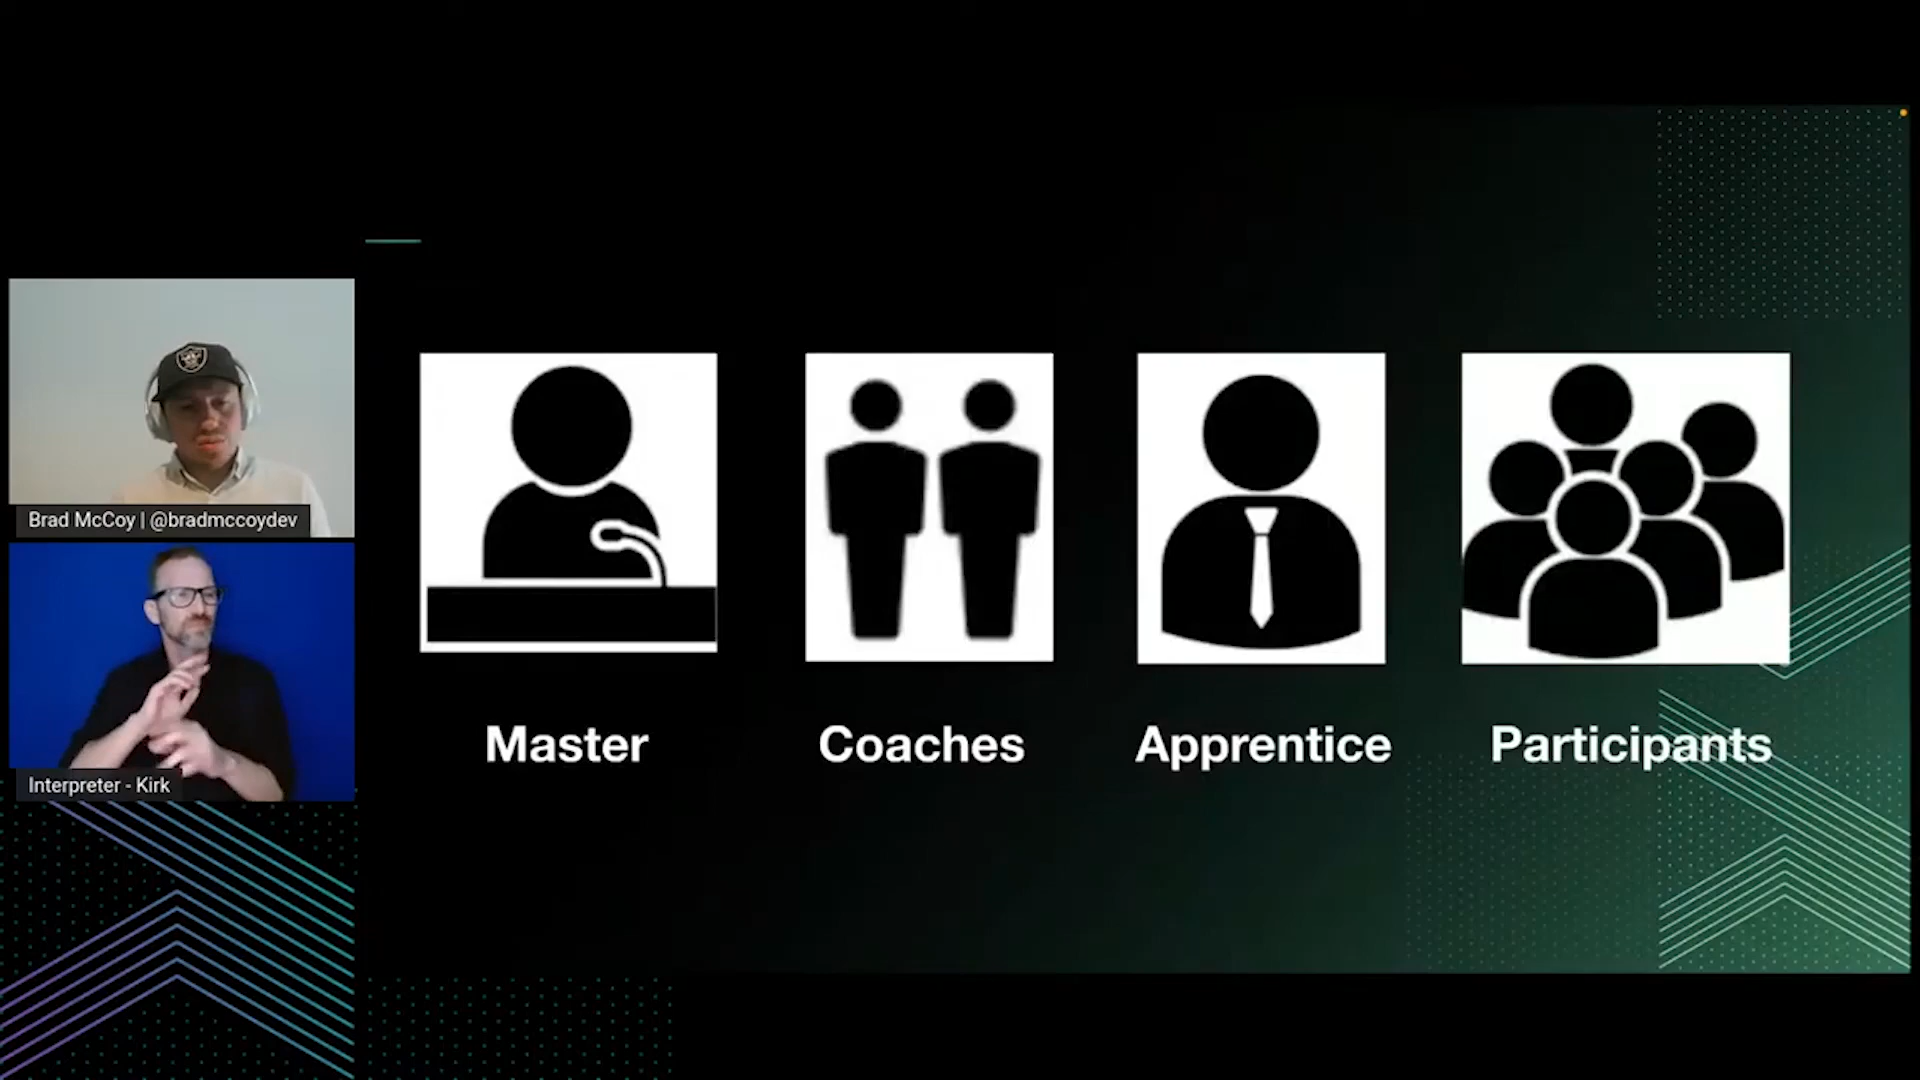 Brad McCoy | @bradmccoydev
Interpreter - Kirk
Master
Coaches
Apprentice
Participants